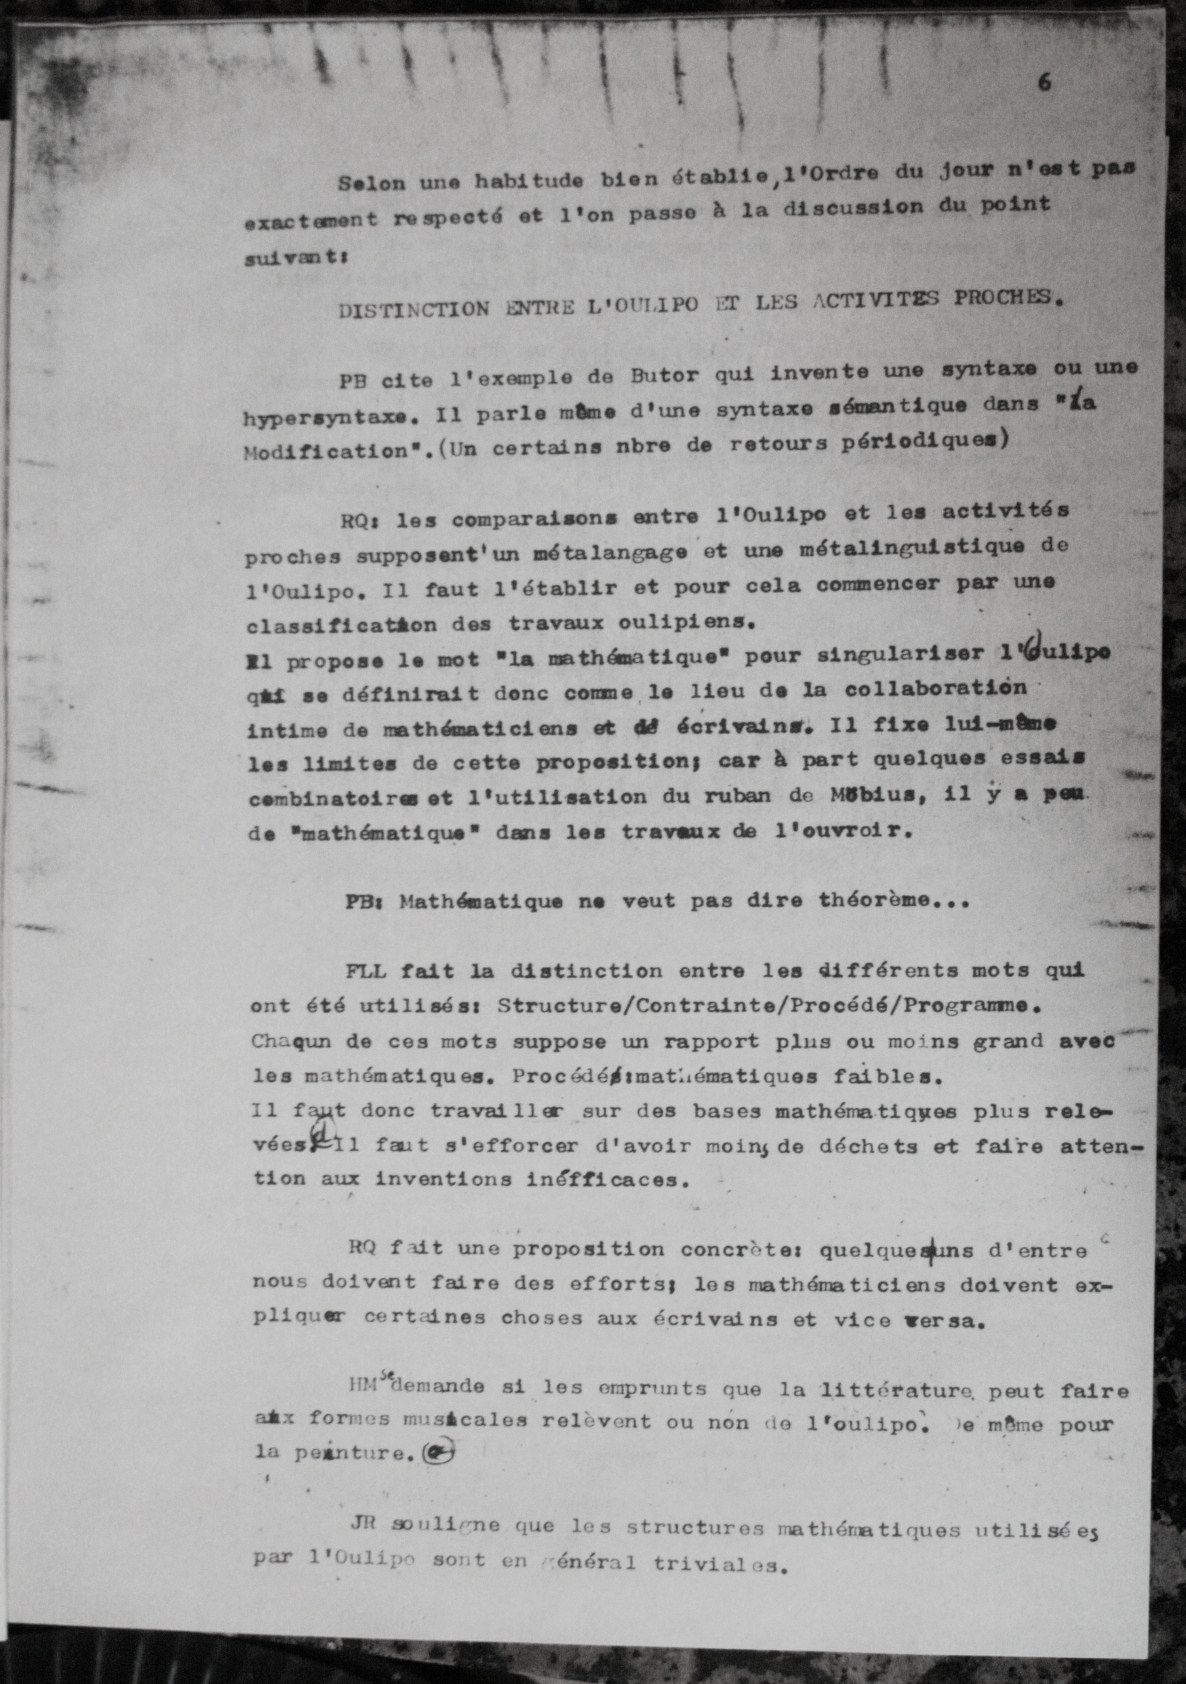 6
Selon une habitude bien établie,l'Ordre du jour n'est pas
exactement respecté et l'on passe à la discussion du point
suivant:
DISTINCTION ENTRE L'OULIPO ET LES ACTIVITES PROCHES.
PB cite l'exemple de Butor qui invente une syntaxe ou une
hypersyntaxe. Il parle même d'une syntaxe sémantique dans "la
Modification".(Un certains nbre de retours périodiques)
RQ: les comparaisons entre l'Oulipo et les activités
proches supposent'un métalangage et une métalinguistique de
l'Oulipo. Il faut l'établir et pour cela commencer par une
classification des travaux oulipiens.
Il propose le mot "la mathématique" pour singulariser l'Oulipo
qui se définirait donc comme le lieu de la collaboration
intime de mathématiciens et d' écrivains. Il fixe lui-même
les limites de cette proposition; car à part quelques essais
combinatoires et l'utilisation du ruban de Möbius, il y a peu
de "mathématique" dans les travaux de l'ouvroir.
PB: Mathématique ne veut pas dire théorème...
FLL fait la distinction entre les différents mots qui
ont été utilisés: Structure/Contrainte/Procédé/Programme.
Chaqun de ces mots suppose un rapport plus ou moins grand avec
les mathématiques. Procédé:mathématiques faibles.
Il faut donc travailler sur des bases mathématiques plus rele-
vées. Il faut s'efforcer d'avoir moins de déchets et faire atten-
tion aux inventions inefficaces.
RQ fait une proposition concrète: quelques|uns d'entre
nous doivent faire des efforts; les mathématiciens doivent ex-
pliquer certaines choses aux écrivains et vice versa.
HM se demande si les emprunts que la littérature peut faire
aux formes musicales relèvent ou non de l'oulipo. De même pour
la peinture.
JR souligne que les structures mathématiques utilisées
par l'Oulipo sont en général triviales.